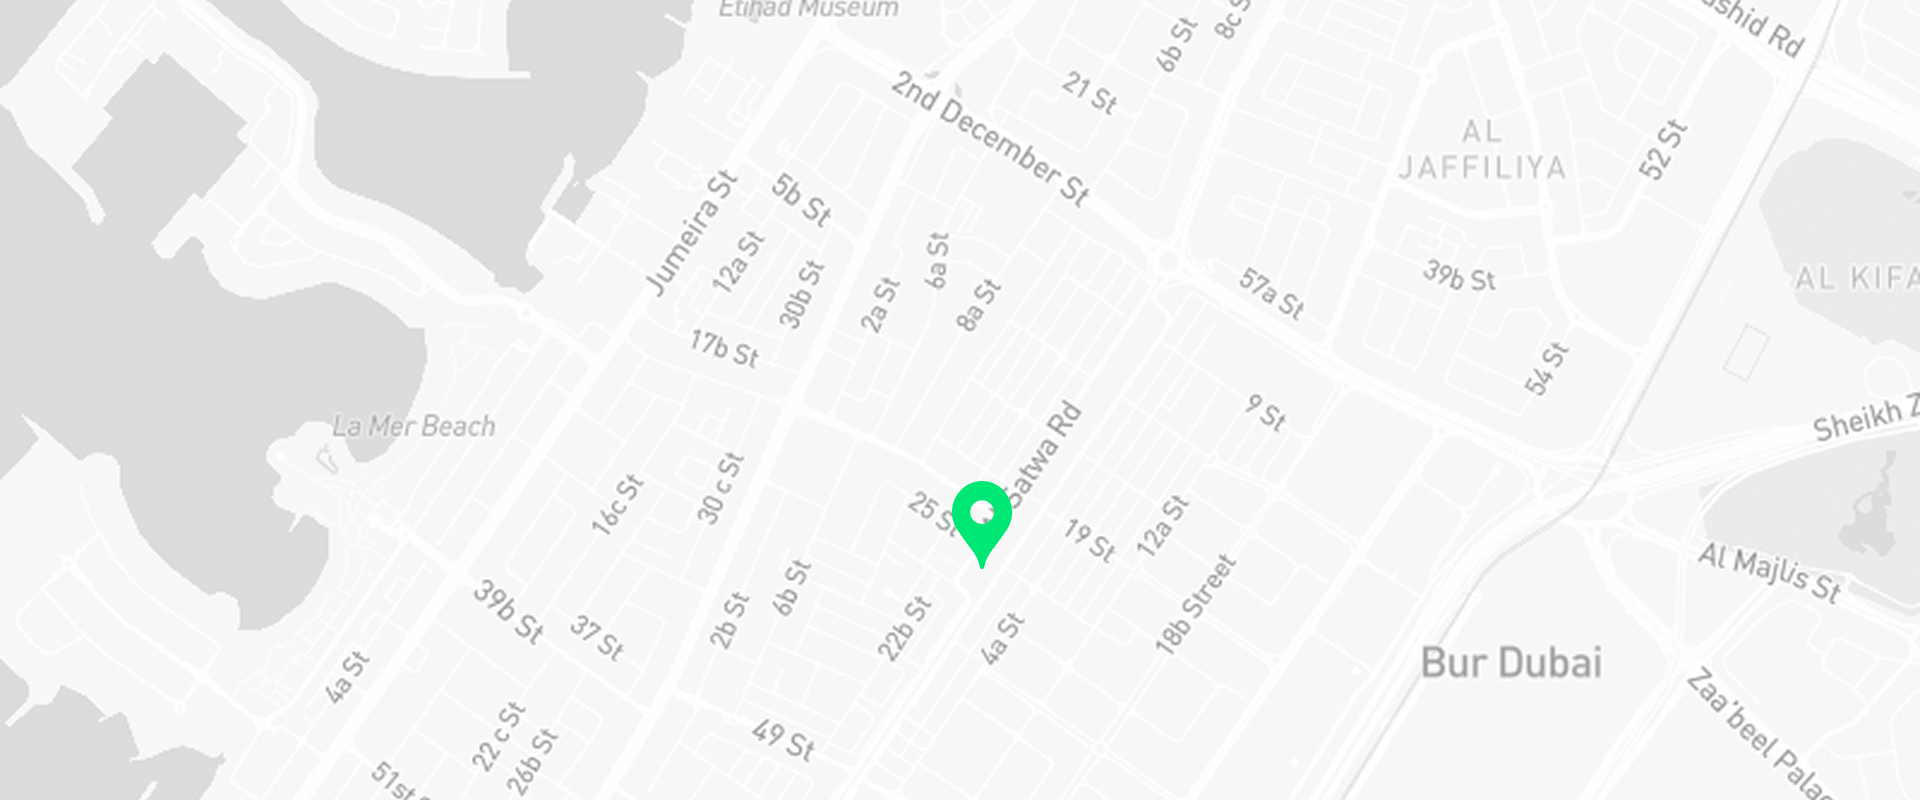 Etihad Museum
ashid Rd
8c S
6b St
21 St
2nd December St
AL
JAFFILIYA
52 St
5b St
Jumeira St
12a St
30b St
6a St
2a St
8a St
57a St
39b St
AL KIFA
17b St
54 St
9 St
Sheikh Z
La Mer Beach
Satwa Rd
30 c St
16c St
25 St
19 St
12a St
Al Majlis St
6b St
39b St
37 St
2b St
22b St
4a St
18b Street
Bur Dubai
4a St
Zaa'beel Palac
22 c St
26b St
49 St
51st